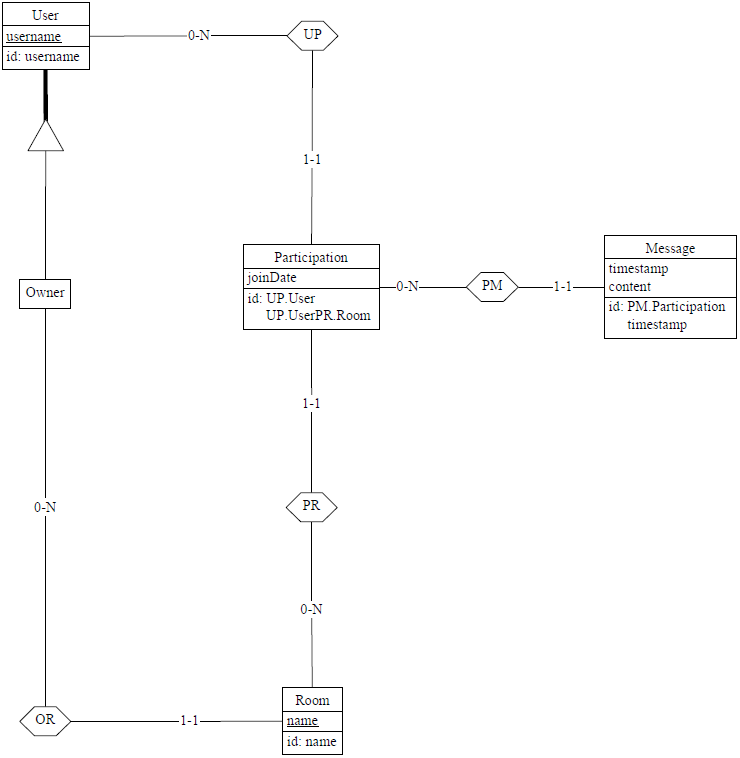 User
username
id: username
0-N
UP
1-1
Participation
joinDate
id: UP.User
UP.UserPR.Room
0-N
PM
1-1
Message
timestamp
content
id: PM.Participation
timestamp
Owner
1-1
0-N
PR
0-N
Room
name
id: name
OR
1-1